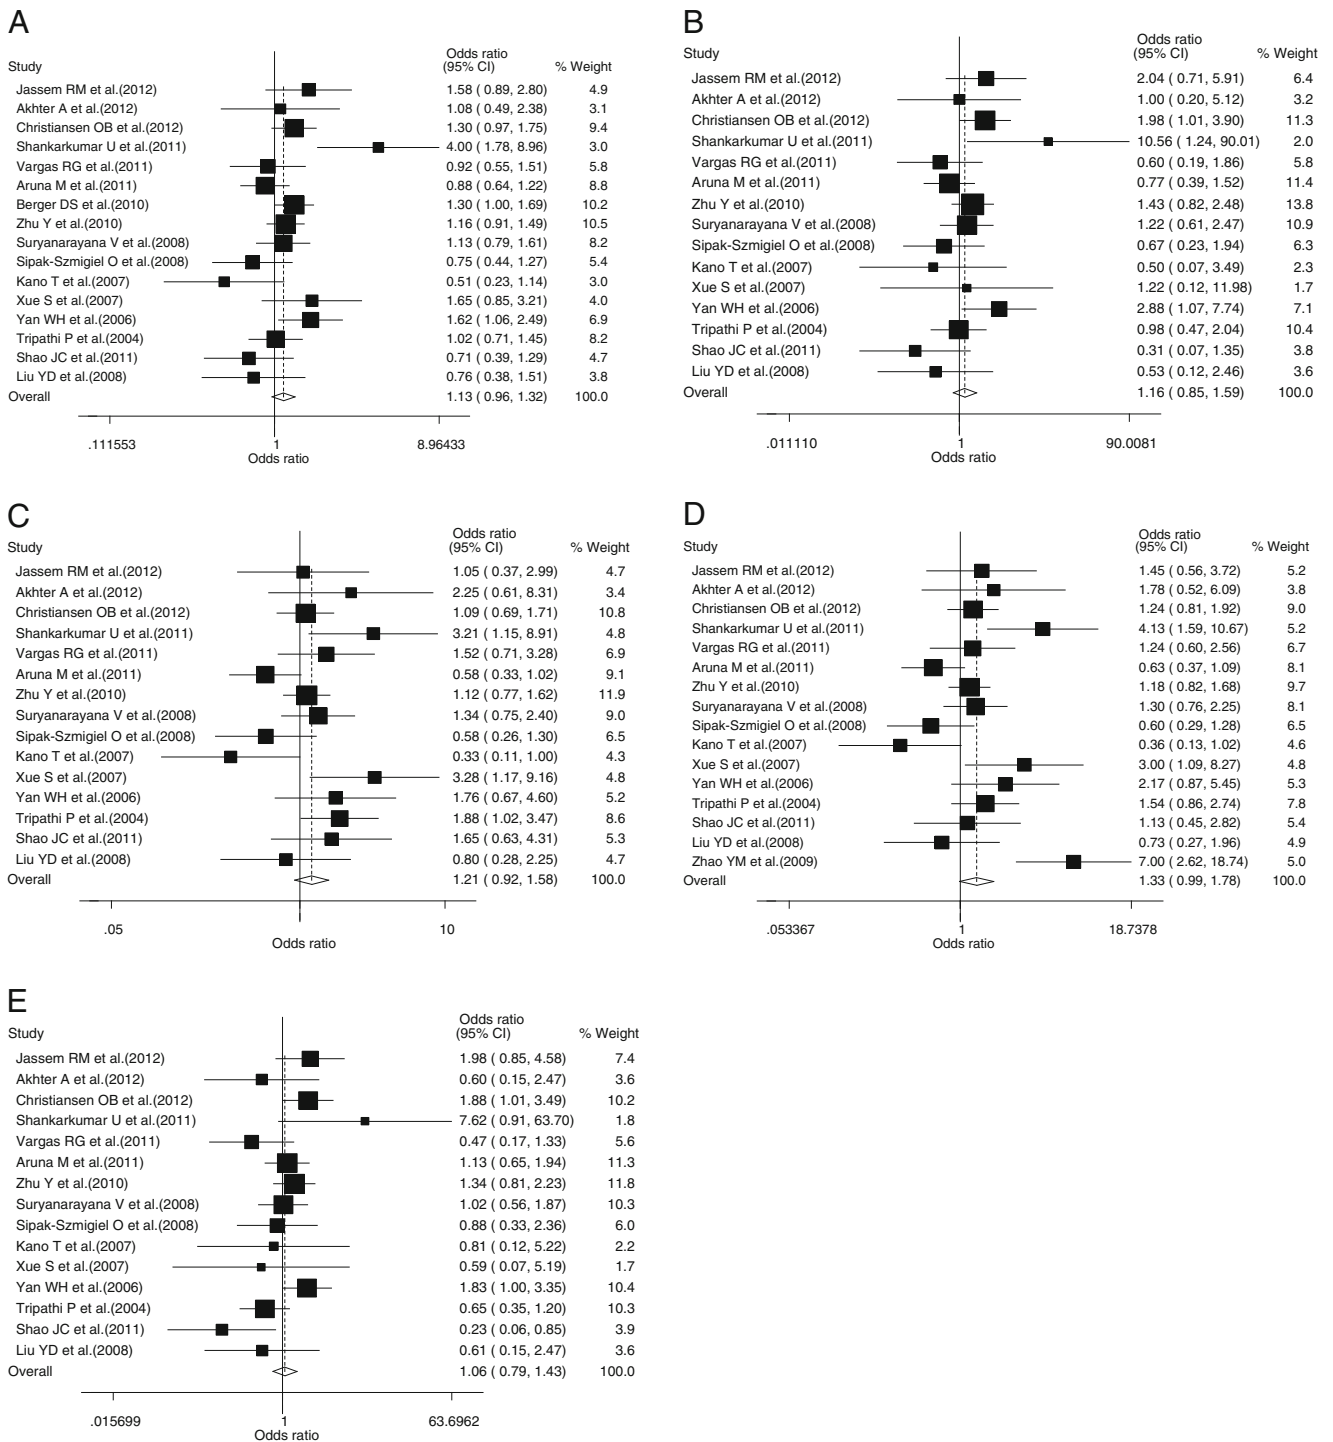 A
Odds ratio
Study (95% CI) % Weight
Jassem RM et al.(2012) 1.58 ( 0.89, 2.80) 4.9
Akhter A et al.(2012) 1.08 ( 0.49, 2.38) 3.1
Christiansen OB et al.(2012) 1.30 ( 0.97, 1.75) 9.4
Shankarkumar U et al.(2011) 4.00 ( 1.78, 8.96) 3.0
Vargas RG et al.(2011) 0.92 ( 0.55, 1.51) 5.8
Aruna M et al.(2011) 0.88 ( 0.64, 1.22) 8.8
Berger DS et al.(2010) 1.30 ( 1.00, 1.69) 10.2
Zhu Y et al.(2010) 1.16 ( 0.91, 1.49) 10.5
Suryanarayana V et al.(2008) 1.13 ( 0.79, 1.61) 8.2
Sipak-Szmigiel O et al.(2008) 0.75 ( 0.44, 1.27) 5.4
Kano T et al.(2007) 0.51 ( 0.23, 1.14) 3.0
Xue S et al.(2007) 1.65 ( 0.85, 3.21) 4.0
Yan WH et al.(2006) 1.62 ( 1.06, 2.49) 6.9
Tripathi P et al.(2004) 1.02 ( 0.71, 1.45) 8.2
Shao JC et al.(2011) 0.71 ( 0.39, 1.29) 4.7
Liu YD et al.(2008) 0.76 ( 0.38, 1.51) 3.8
Overall 1.13 ( 0.96, 1.32) 100.0
.111553 1 8.96433
Odds ratio
B
Odds ratio
Study (95% CI) % Weight
Jassem RM et al.(2012) 2.04 ( 0.71, 5.91) 6.4
Akhter A et al.(2012) 1.00 ( 0.20, 5.12) 3.2
Christiansen OB et al.(2012) 1.98 ( 1.01, 3.90) 11.3
Shankarkumar U et al.(2011) 10.56 ( 1.24, 90.01) 2.0
Vargas RG et al.(2011) 0.60 ( 0.19, 1.86) 5.8
Aruna M et al.(2011) 0.77 ( 0.39, 1.52) 11.4
Zhu Y et al.(2010) 1.43 ( 0.82, 2.48) 13.8
Suryanarayana V et al.(2008) 1.22 ( 0.61, 2.47) 10.9
Sipak-Szmigiel O et al.(2008) 0.67 ( 0.23, 1.94) 6.3
Kano T et al.(2007) 0.50 ( 0.07, 3.49) 2.3
Xue S et al.(2007) 1.22 ( 0.12, 11.98) 1.7
Yan WH et al.(2006) 2.88 ( 1.07, 7.74) 7.1
Tripathi P et al.(2004) 0.98 ( 0.47, 2.04) 10.4
Shao JC et al.(2011) 0.31 ( 0.07, 1.35) 3.8
Liu YD et al.(2008) 0.53 ( 0.12, 2.46) 3.6
Overall 1.16 ( 0.85, 1.59) 100.0
.011110 1 90.0081
Odds ratio
C
Odds ratio
Study (95% CI) % Weight
Jassem RM et al.(2012) 1.05 ( 0.37, 2.99) 4.7
Akhter A et al.(2012) 2.25 ( 0.61, 8.31) 3.4
Christiansen OB et al.(2012) 1.09 ( 0.69, 1.71) 10.8
Shankarkumar U et al.(2011) 3.21 ( 1.15, 8.91) 4.8
Vargas RG et al.(2011) 1.52 ( 0.71, 3.28) 6.9
Aruna M et al.(2011) 0.58 ( 0.33, 1.02) 9.1
Zhu Y et al.(2010) 1.12 ( 0.77, 1.62) 11.9
Suryanarayana V et al.(2008) 1.34 ( 0.75, 2.40) 9.0
Sipak-Szmigiel O et al.(2008) 0.58 ( 0.26, 1.30) 6.5
Kano T et al.(2007) 0.33 ( 0.11, 1.00) 4.3
Xue S et al.(2007) 3.28 ( 1.17, 9.16) 4.8
Yan WH et al.(2006) 1.76 ( 0.67, 4.60) 5.2
Tripathi P et al.(2004) 1.88 ( 1.02, 3.47) 8.6
Shao JC et al.(2011) 1.65 ( 0.63, 4.31) 5.3
Liu YD et al.(2008) 0.80 ( 0.28, 2.25) 4.7
Overall 1.21 ( 0.92, 1.58) 100.0
.05 10
Odds ratio
D
Odds ratio
Study (95% CI) % Weight
Jassem RM et al.(2012) 1.45 ( 0.56, 3.72) 5.2
Akhter A et al.(2012) 1.78 ( 0.52, 6.09) 3.8
Christiansen OB et al.(2012) 1.24 ( 0.81, 1.92) 9.0
Shankarkumar U et al.(2011) 4.13 ( 1.59, 10.67) 5.2
Vargas RG et al.(2011) 1.24 ( 0.60, 2.56) 6.7
Aruna M et al.(2011) 0.63 ( 0.37, 1.09) 8.1
Zhu Y et al.(2010) 1.18 ( 0.82, 1.68) 9.7
Suryanarayana V et al.(2008) 1.30 ( 0.76, 2.25) 8.1
Sipak-Szmigiel O et al.(2008) 0.60 ( 0.29, 1.28) 6.5
Kano T et al.(2007) 0.36 ( 0.13, 1.02) 4.6
Xue S et al.(2007) 3.00 ( 1.09, 8.27) 4.8
Yan WH et al.(2006) 2.17 ( 0.87, 5.45) 5.3
Tripathi P et al.(2004) 1.54 ( 0.86, 2.74) 7.8
Shao JC et al.(2011) 1.13 ( 0.45, 2.82) 5.4
Liu YD et al.(2008) 0.73 ( 0.27, 1.96) 4.9
Zhao YM et al.(2009) 7.00 ( 2.62, 18.74) 5.0
Overall 1.33 ( 0.99, 1.78) 100.0
.053367 1 18.7378
Odds ratio
E
Odds ratio
Study (95% CI) % Weight
Jassem RM et al.(2012) 1.98 ( 0.85, 4.58) 7.4
Akhter A et al.(2012) 0.60 ( 0.15, 2.47) 3.6
Christiansen OB et al.(2012) 1.88 ( 1.01, 3.49) 10.2
Shankarkumar U et al.(2011) 7.62 ( 0.91, 63.70) 1.8
Vargas RG et al.(2011) 0.47 ( 0.17, 1.33) 5.6
Aruna M et al.(2011) 1.13 ( 0.65, 1.94) 11.3
Zhu Y et al.(2010) 1.34 ( 0.81, 2.23) 11.8
Suryanarayana V et al.(2008) 1.02 ( 0.56, 1.87) 10.3
Sipak-Szmigiel O et al.(2008) 0.88 ( 0.33, 2.36) 6.0
Kano T et al.(2007) 0.81 ( 0.12, 5.22) 2.2
Xue S et al.(2007) 0.59 ( 0.07, 5.19) 1.7
Yan WH et al.(2006) 1.83 ( 1.00, 3.35) 10.4
Tripathi P et al.(2004) 0.65 ( 0.35, 1.20) 10.3
Shao JC et al.(2011) 0.23 ( 0.06, 0.85) 3.9
Liu YD et al.(2008) 0.61 ( 0.15, 2.47) 3.6
Overall 1.06 ( 0.79, 1.43) 100.0
.015699 1 63.6962
Odds ratio